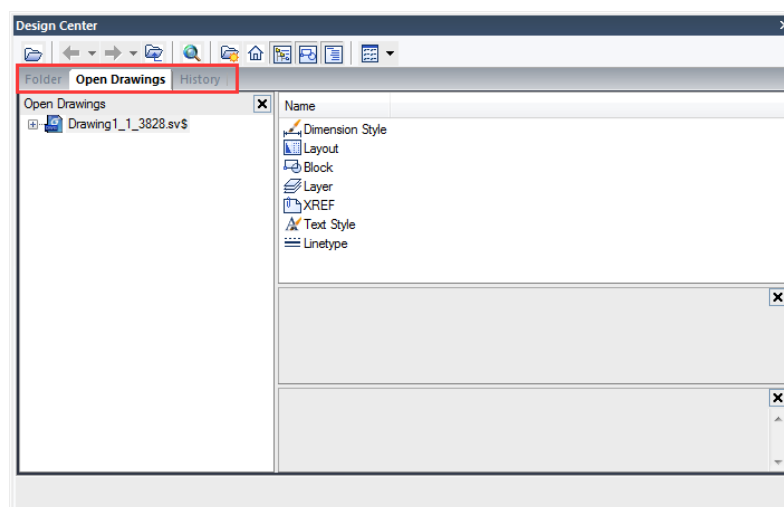 Design Center
Folder Open Drawings History
Open Drawings
Drawing1_1_3828.sv$
Name
Dimension Style
Layout
Block
Layer
XREF
Text Style
Linetype